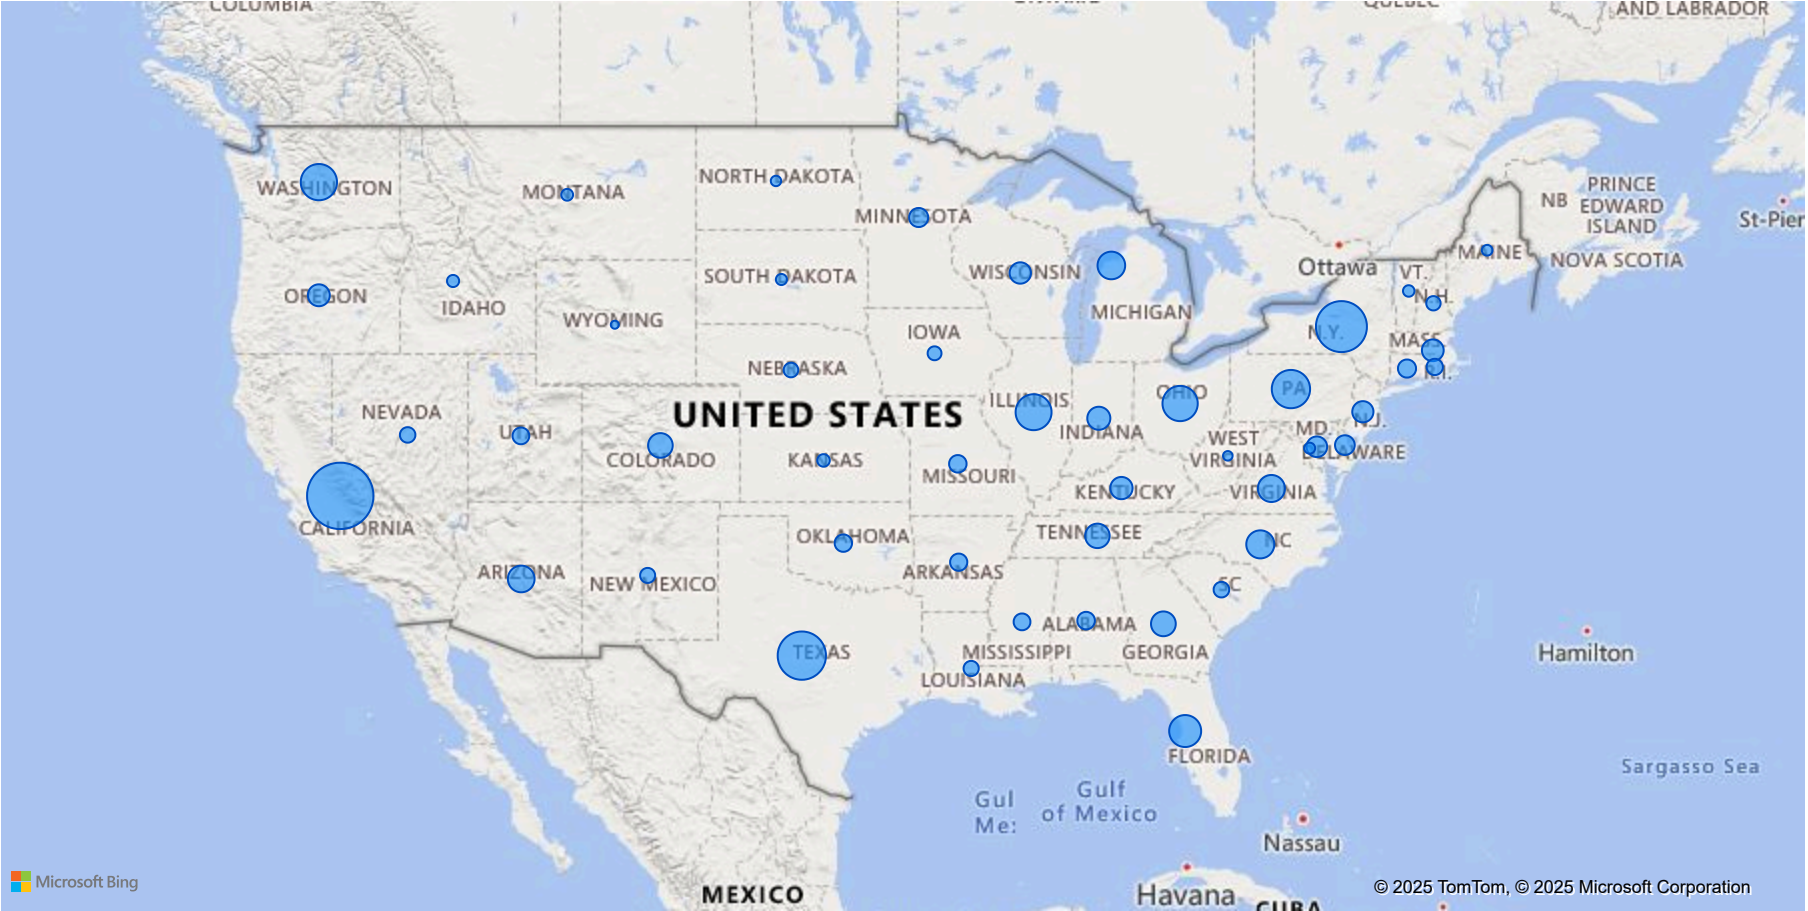 COLUMBIA
AND LABRADOR
WASHINGTON
MONTANA
NORTH DAKOTA
MINNESOTA
SOUTH DAKOTA
WISCONSIN
MICHIGAN
Ottawa
MAINE
NB
PRINCE
EDWARD
ISLAND
NOVA SCOTIA
St-Pier
VT.
N.H.
OREGON
IDAHO
WYOMING
IOWA
N.Y.
MASS.
R.I.
NEBRASKA
NEVADA
UTAH
COLORADO
UNITED STATES
KANSAS
MISSOURI
ILLINOIS
INDIANA
OHIO
PA
N.J.
MD.
DELAWARE
WEST
VIRGINIA
KENTUCKY
VIRGINIA
CALIFORNIA
ARIZONA
NEW MEXICO
OKLAHOMA
ARKANSAS
TENNESSEE
NC
SC
TEXAS
LOUISIANA
MISSISSIPPI
ALABAMA
GEORGIA
FLORIDA
Hamilton
Sargasso Sea
Gul
Me:
Gulf
of Mexico
Nassau
Havana
CUBA
MEXICO
Microsoft Bing
© 2025 TomTom, © 2025 Microsoft Corporation